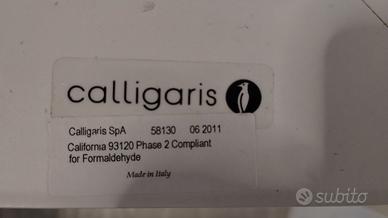 calligaris
Calligaris SpA 58130 06 2011
California 93120 Phase 2 Compliant
for Formaldehyde
Made in Italy
subito